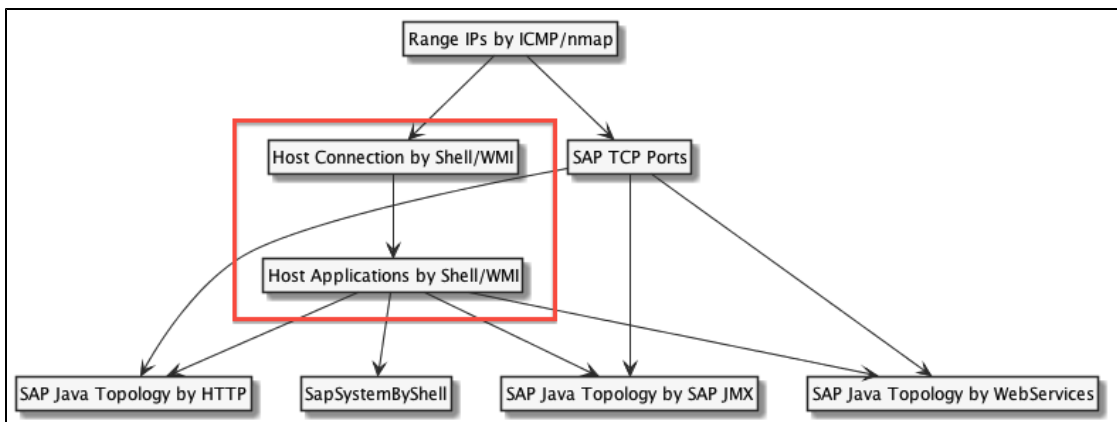 Range IPs by ICMP/nmap
Host Connection by Shell/WMI
SAP TCP Ports
Host Applications by Shell/WMI
SAP Java Topology by HTTP
SapSystemByShell
SAP Java Topology by SAP JMX
SAP Java Topology by WebServices